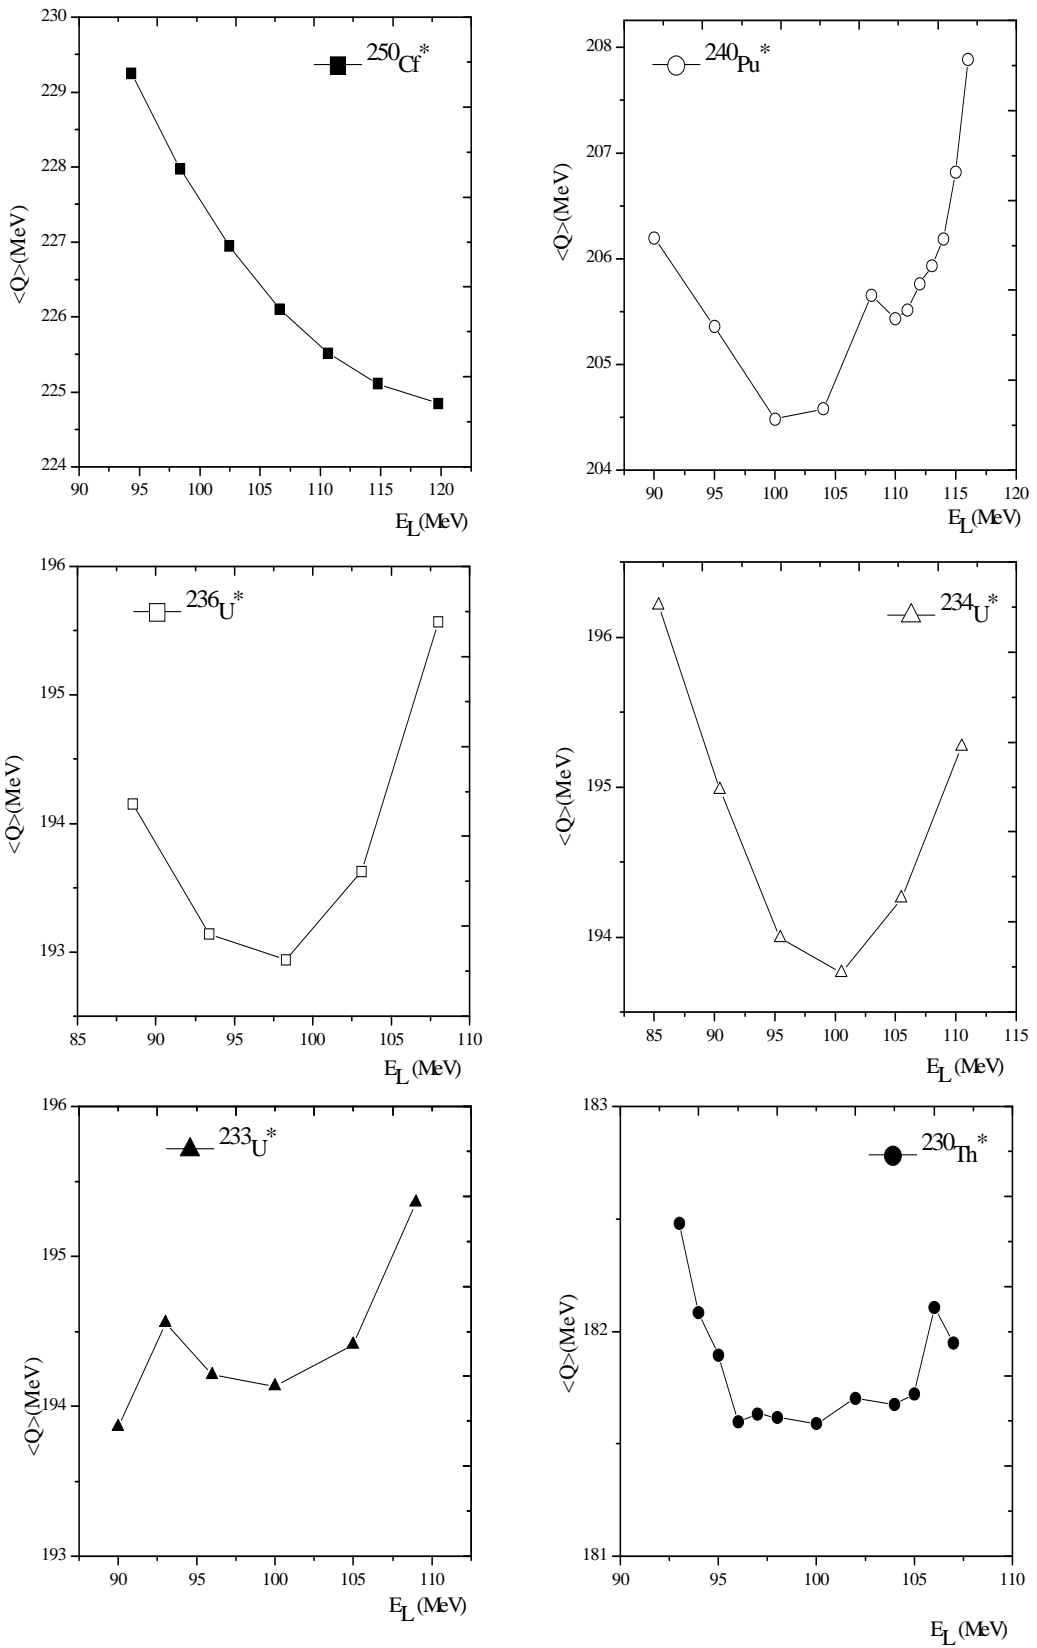 250Cf*
230
229
228
227
226
225
224
<Q>(MeV)
90 95 100 105 110 115 120
E_L (MeV)
240Pu*
208
207
206
205
204
<Q>(MeV)
90 95 100 105 110 115 120
E_L (MeV)
236U*
196
195
194
193
<Q>(MeV)
85 90 95 100 105 110
E_L (MeV)
234U*
196
195
194
<Q>(MeV)
85 90 95 100 105 110 115
E_L (MeV)
233U*
196
195
194
193
<Q>(MeV)
90 95 100 105 110
E_L (MeV)
230Th*
183
182
181
<Q>(MeV)
90 95 100 105 110
E_L (MeV)